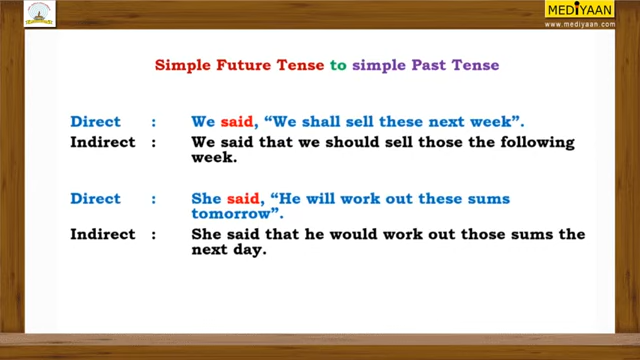 MEDIYAAN
www.mediyaan.com
Simple Future Tense to simple Past Tense
Direct : We said, “We shall sell these next week”.
Indirect : We said that we should sell those the following
week.
Direct : She said, “He will work out these sums
tomorrow”.
Indirect : She said that he would work out those sums the
next day.